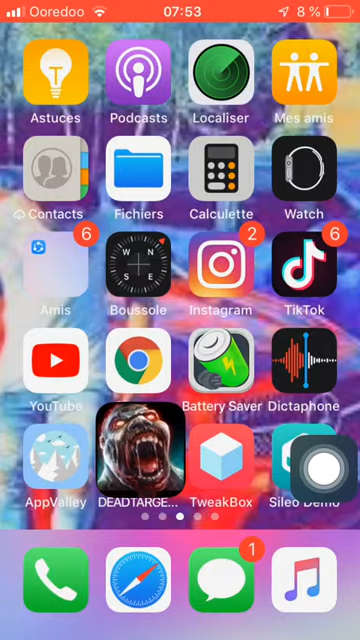 Ooredoo 07:53 8 %
Astuces Podcasts Localiser Mes amis
Contacts Fichiers Calculette Watch
6 2 6
N
W E
S
Amis Boussole Instagram TikTok
YouTube Battery Saver Dictaphone
AppValley DEADTARGE... TweakBox Sileo Demo
1